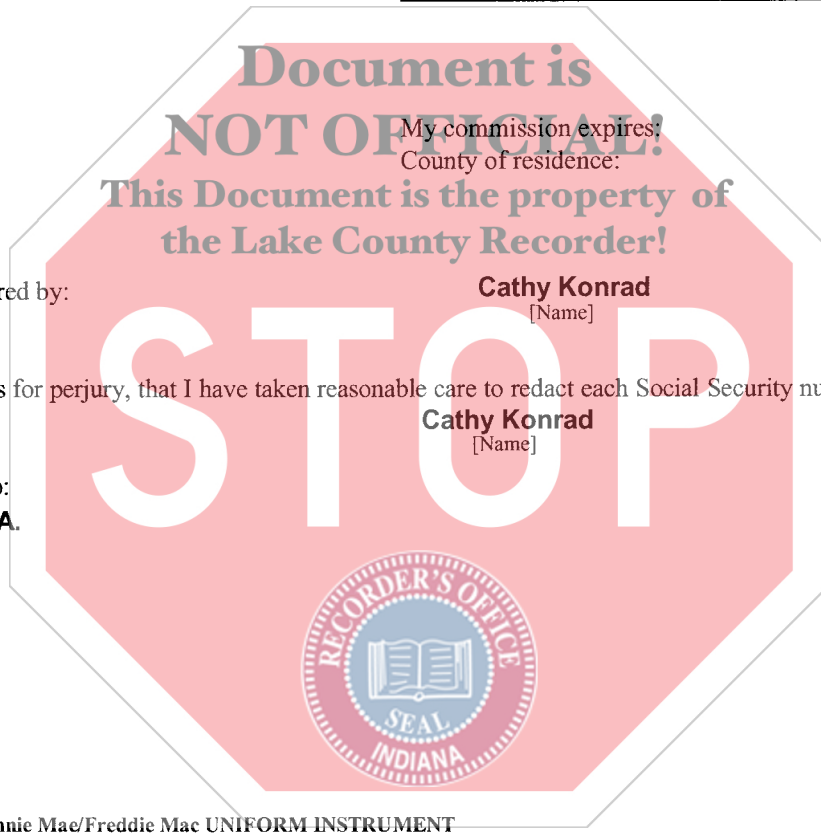 Document is
NOT OFFICIAL!
My commission expires:
County of residence:
This Document is the property of
the Lake County Recorder!
red by:
Cathy Konrad
[Name]
s for perjury, that I have taken reasonable care to redact each Social Security nu
Cathy Konrad
[Name]
STOP
o:
A.
RECORDER'S OFFICE
SEAL
INDIANA
nnie Mae/Freddie Mac UNIFORM INSTRUMENT